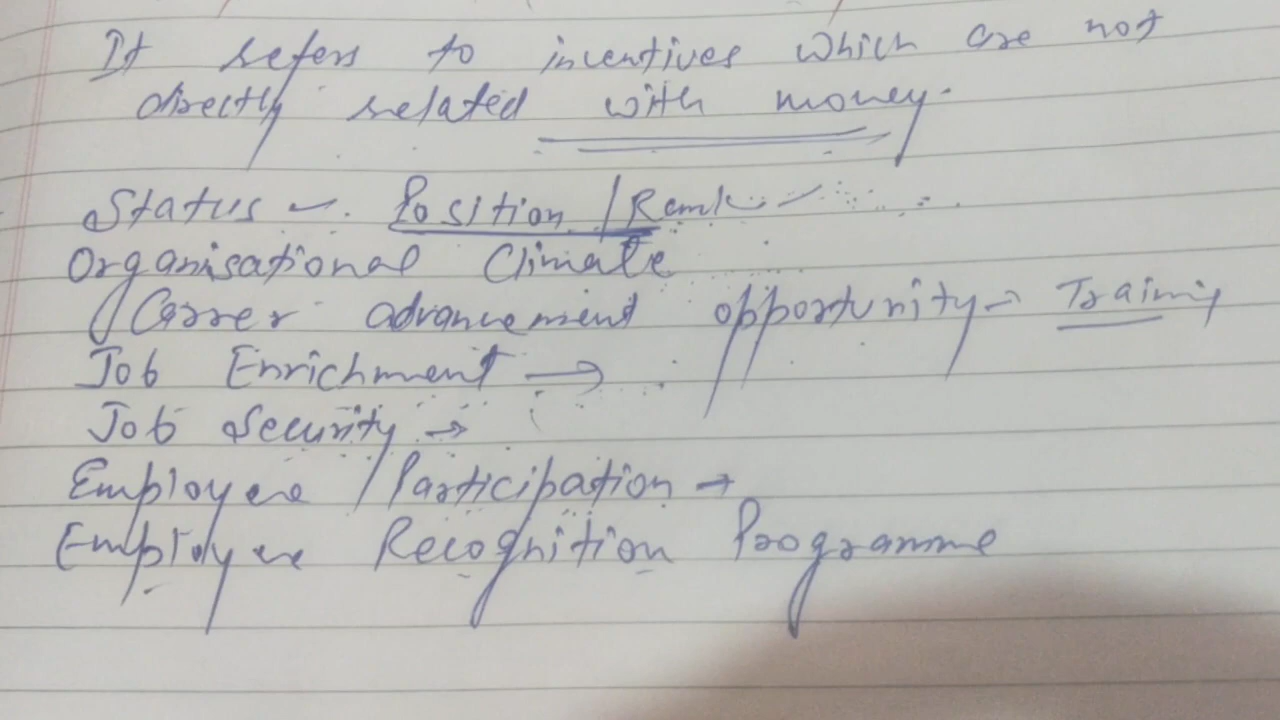 It refers to incentives which are not
directly related with money.
Status - Position / Rank -
Organisational Climate
Carrer advancement opportunity - Training
Job Enrichment →
Job Security →
Employee Participation →
Employee Recognition Programme